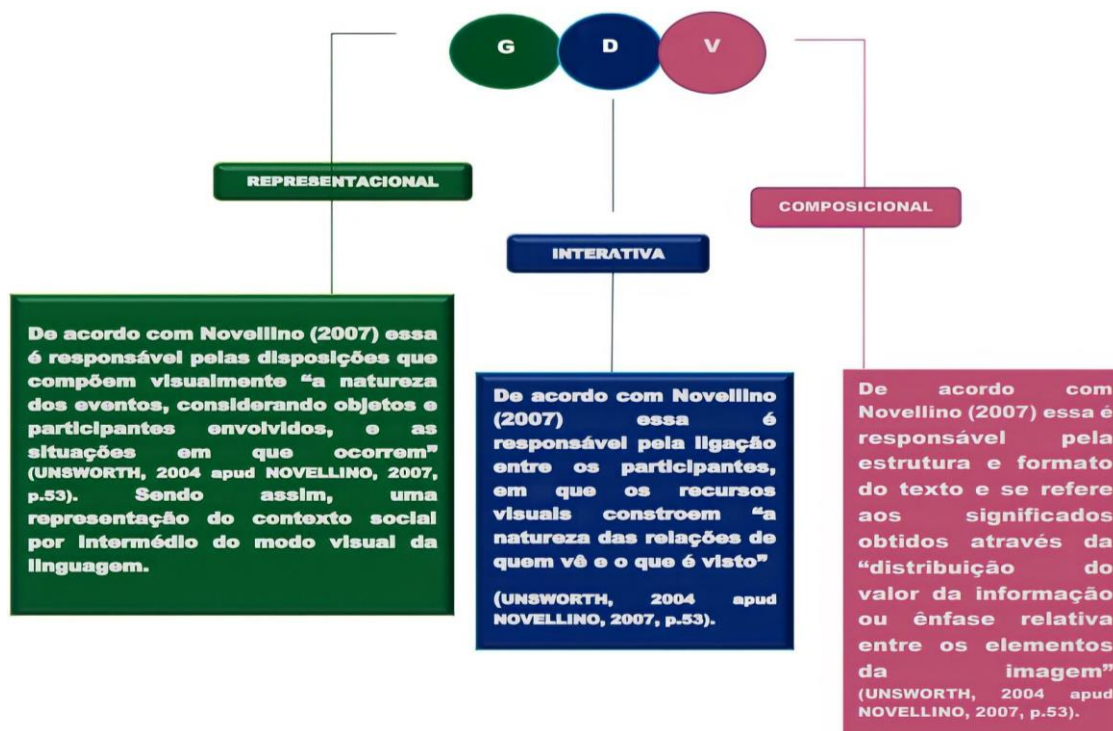 G D V
REPRESENTACIONAL
De acordo com Novellino (2007) essa
é responsável pelas disposições que
compõem visualmente “a natureza
dos eventos, considerando objetos e
participantes envolvidos, e as
situações em que ocorrem”
(UNSWORTH, 2004 apud NOVELLINO, 2007,
p.53). Sendo assim, uma
representação do contexto social
por intermédio do modo visual da
linguagem.
INTERATIVA
De acordo com Novellino
(2007) essa é
responsável pela ligação
entre os participantes,
em que os recursos
visuais constroem “a
natureza das relações de
quem vê e o que é visto”
(UNSWORTH, 2004 apud
NOVELLINO, 2007, p.53).
COMPOSICIONAL
De acordo com
Novellino (2007) essa é
responsável pela
estrutura e formato
do texto e se refere
aos significados
obtidos através da
“distribuição do
valor da informação
ou ênfase relativa
entre os elementos
da imagem”
(UNSWORTH, 2004 apud
NOVELLINO, 2007, p.53).